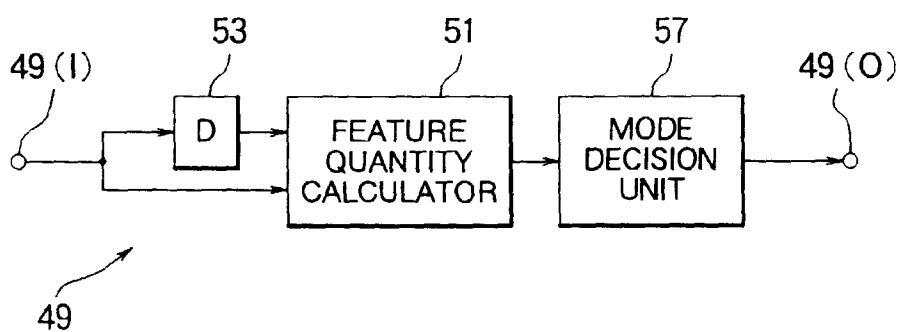 53
51
57
49 (I)
49 (O)
D
FEATURE
QUANTITY
CALCULATOR
MODE
DECISION
UNIT
49